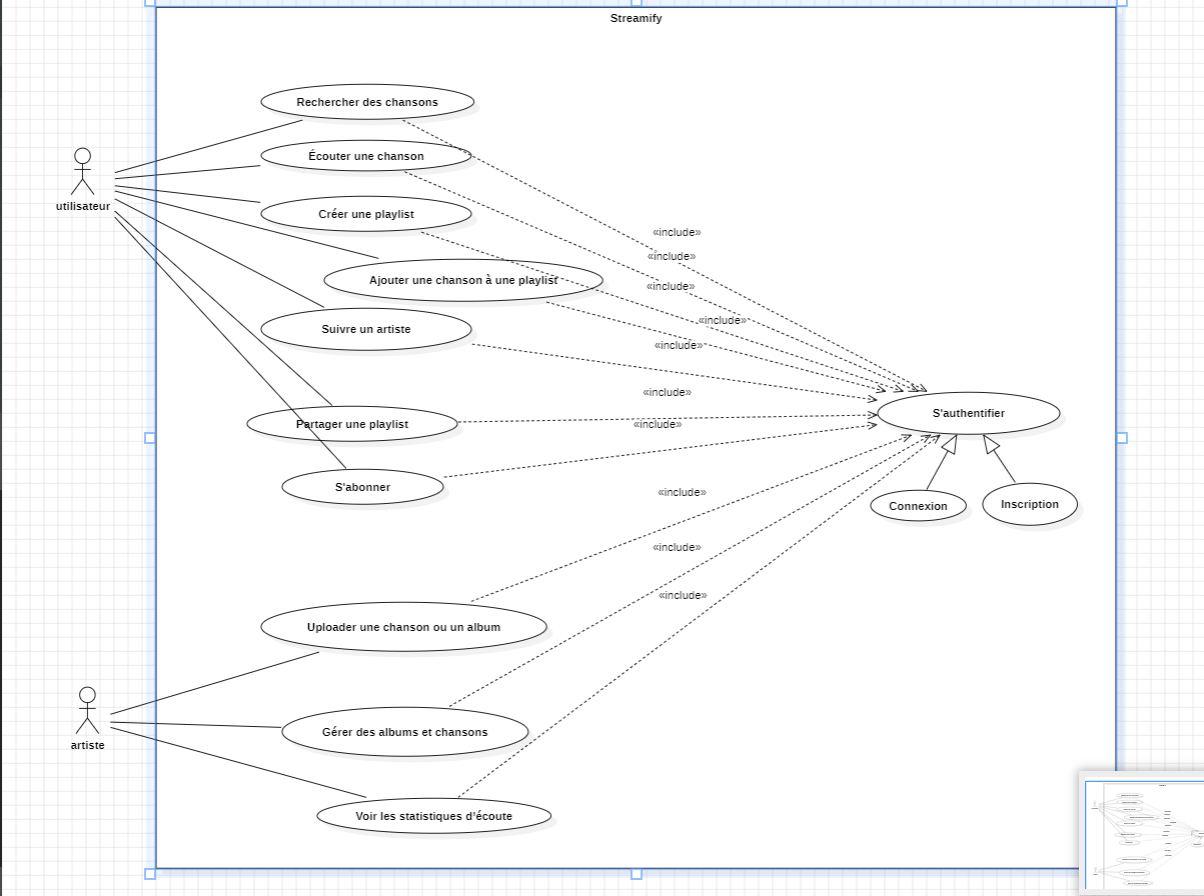 Streamify
Rechercher des chansons
Écouter une chanson
utilisateur
Créer une playlist
«include»
«include»
Ajouter une chanson à une playlist
«include»
«include»
Suivre un artiste
«include»
«include»
S'authentifier
Partager une playlist
«include»
S'abonner
«include»
Connexion
Inscription
«include»
«include»
Uploader une chanson ou un album
Gérer des albums et chansons
artiste
Voir les statistiques d'écoute